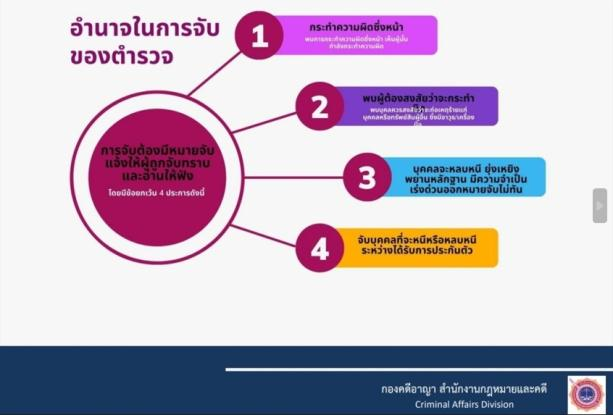 อำนาจในการจับ
ของตำรวจ
1
กระทำความผิดซึ่งหน้า
พบการกระทำความผิดซึ่งหน้า เห็นผู้นั้น
กำลังกระทำความผิด
2
พบผู้ต้องสงสัยว่าจะกระทำ
พบบุคคลควรสงสัยว่าจะก่อเหตุร้ายแก่
บุคคลหรือทรัพย์สินผู้อื่น ซึ่งมีอาวุธ/เครื่อง
มือ
การจับต้องมีหมายจับ
แจ้งให้ผู้ถูกจับทราบ
และอ่านให้ฟัง
โดยมีข้อยกเว้น 4 ประการดังนี้
3
บุคคลจะหลบหนี ยุ่งเหยิง
พยานหลักฐาน มีความจำเป็น
เร่งด่วนออกหมายจับไม่ทัน
4
จับบุคคลที่จะหนีหรือหลบหนี
ระหว่างได้รับการประกันตัว
กองคดีอาญา สำนักงานกฎหมายและคดี
Criminal Affairs Division